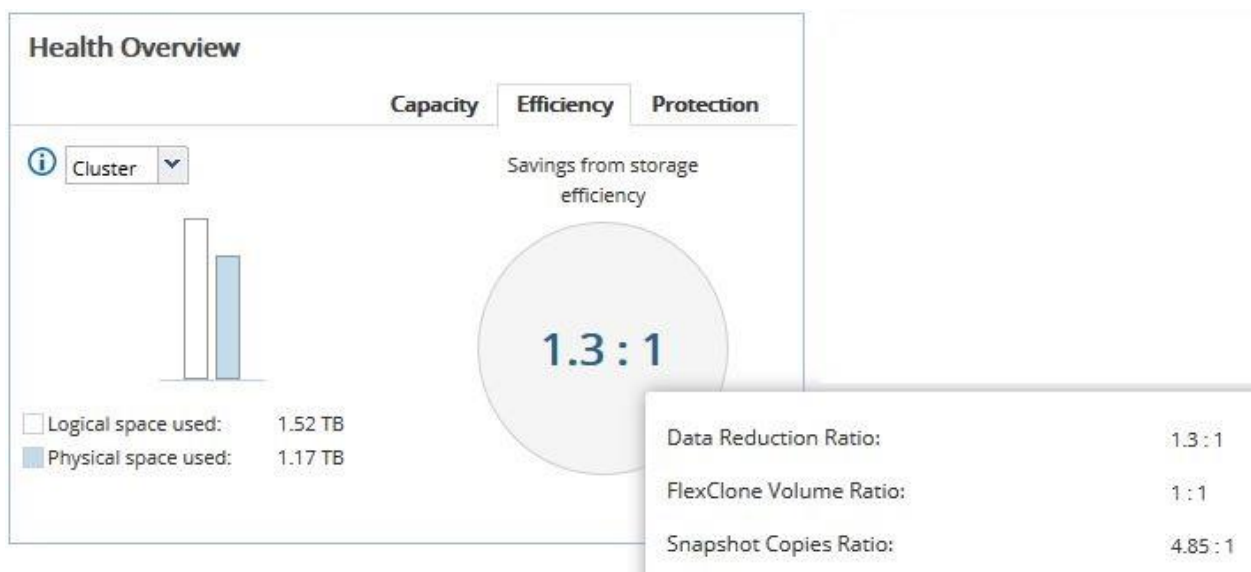 Health Overview
Capacity Efficiency Protection
Cluster
Savings from storage
efficiency
1.3 : 1
Logical space used: 1.52 TB
Physical space used: 1.17 TB
Data Reduction Ratio: 1.3 : 1
FlexClone Volume Ratio: 1 : 1
Snapshot Copies Ratio: 4.85 : 1